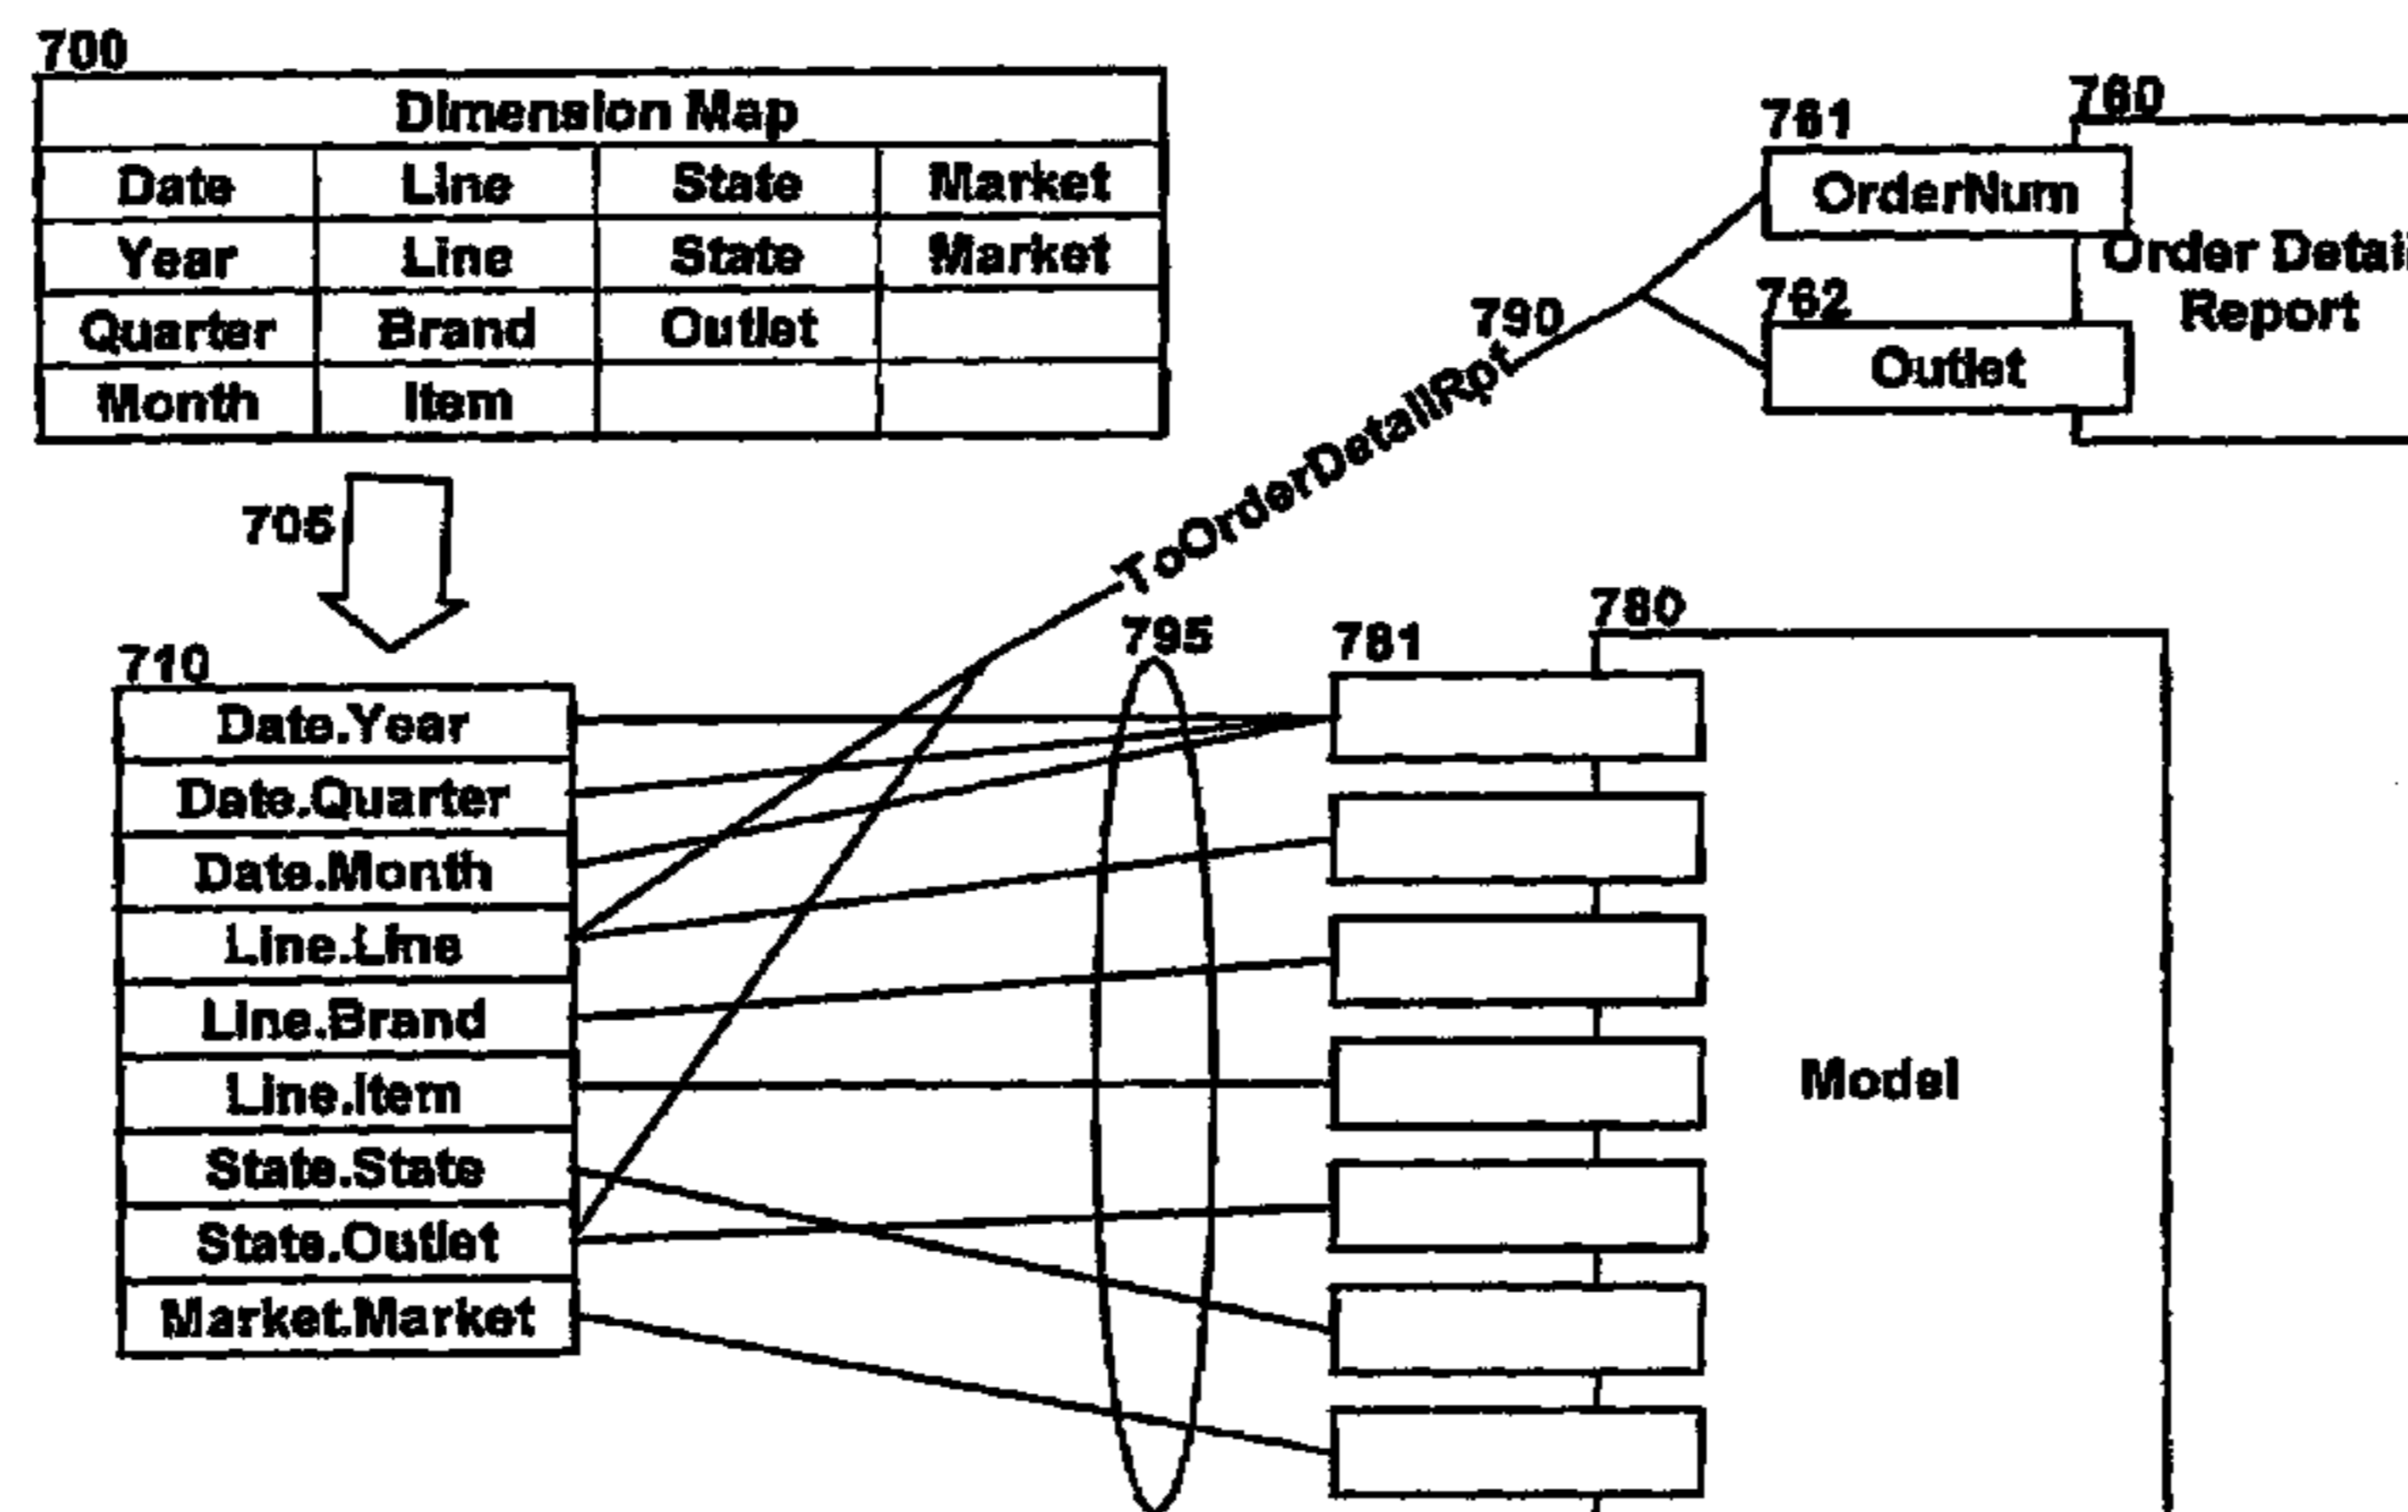 700
Dimension Map
Date Line State Market
Year Line State Market
Quarter Brand Outlet
Month Item
705
761
760
OrderNum
Order Detail
Report
762
Outlet
790
ToOrderDetailRpt
710
Date.Year
Date.Quarter
Date.Month
Line.Line
Line.Brand
Line.Item
State.State
State.Outlet
Market.Market
795
781
780
Model